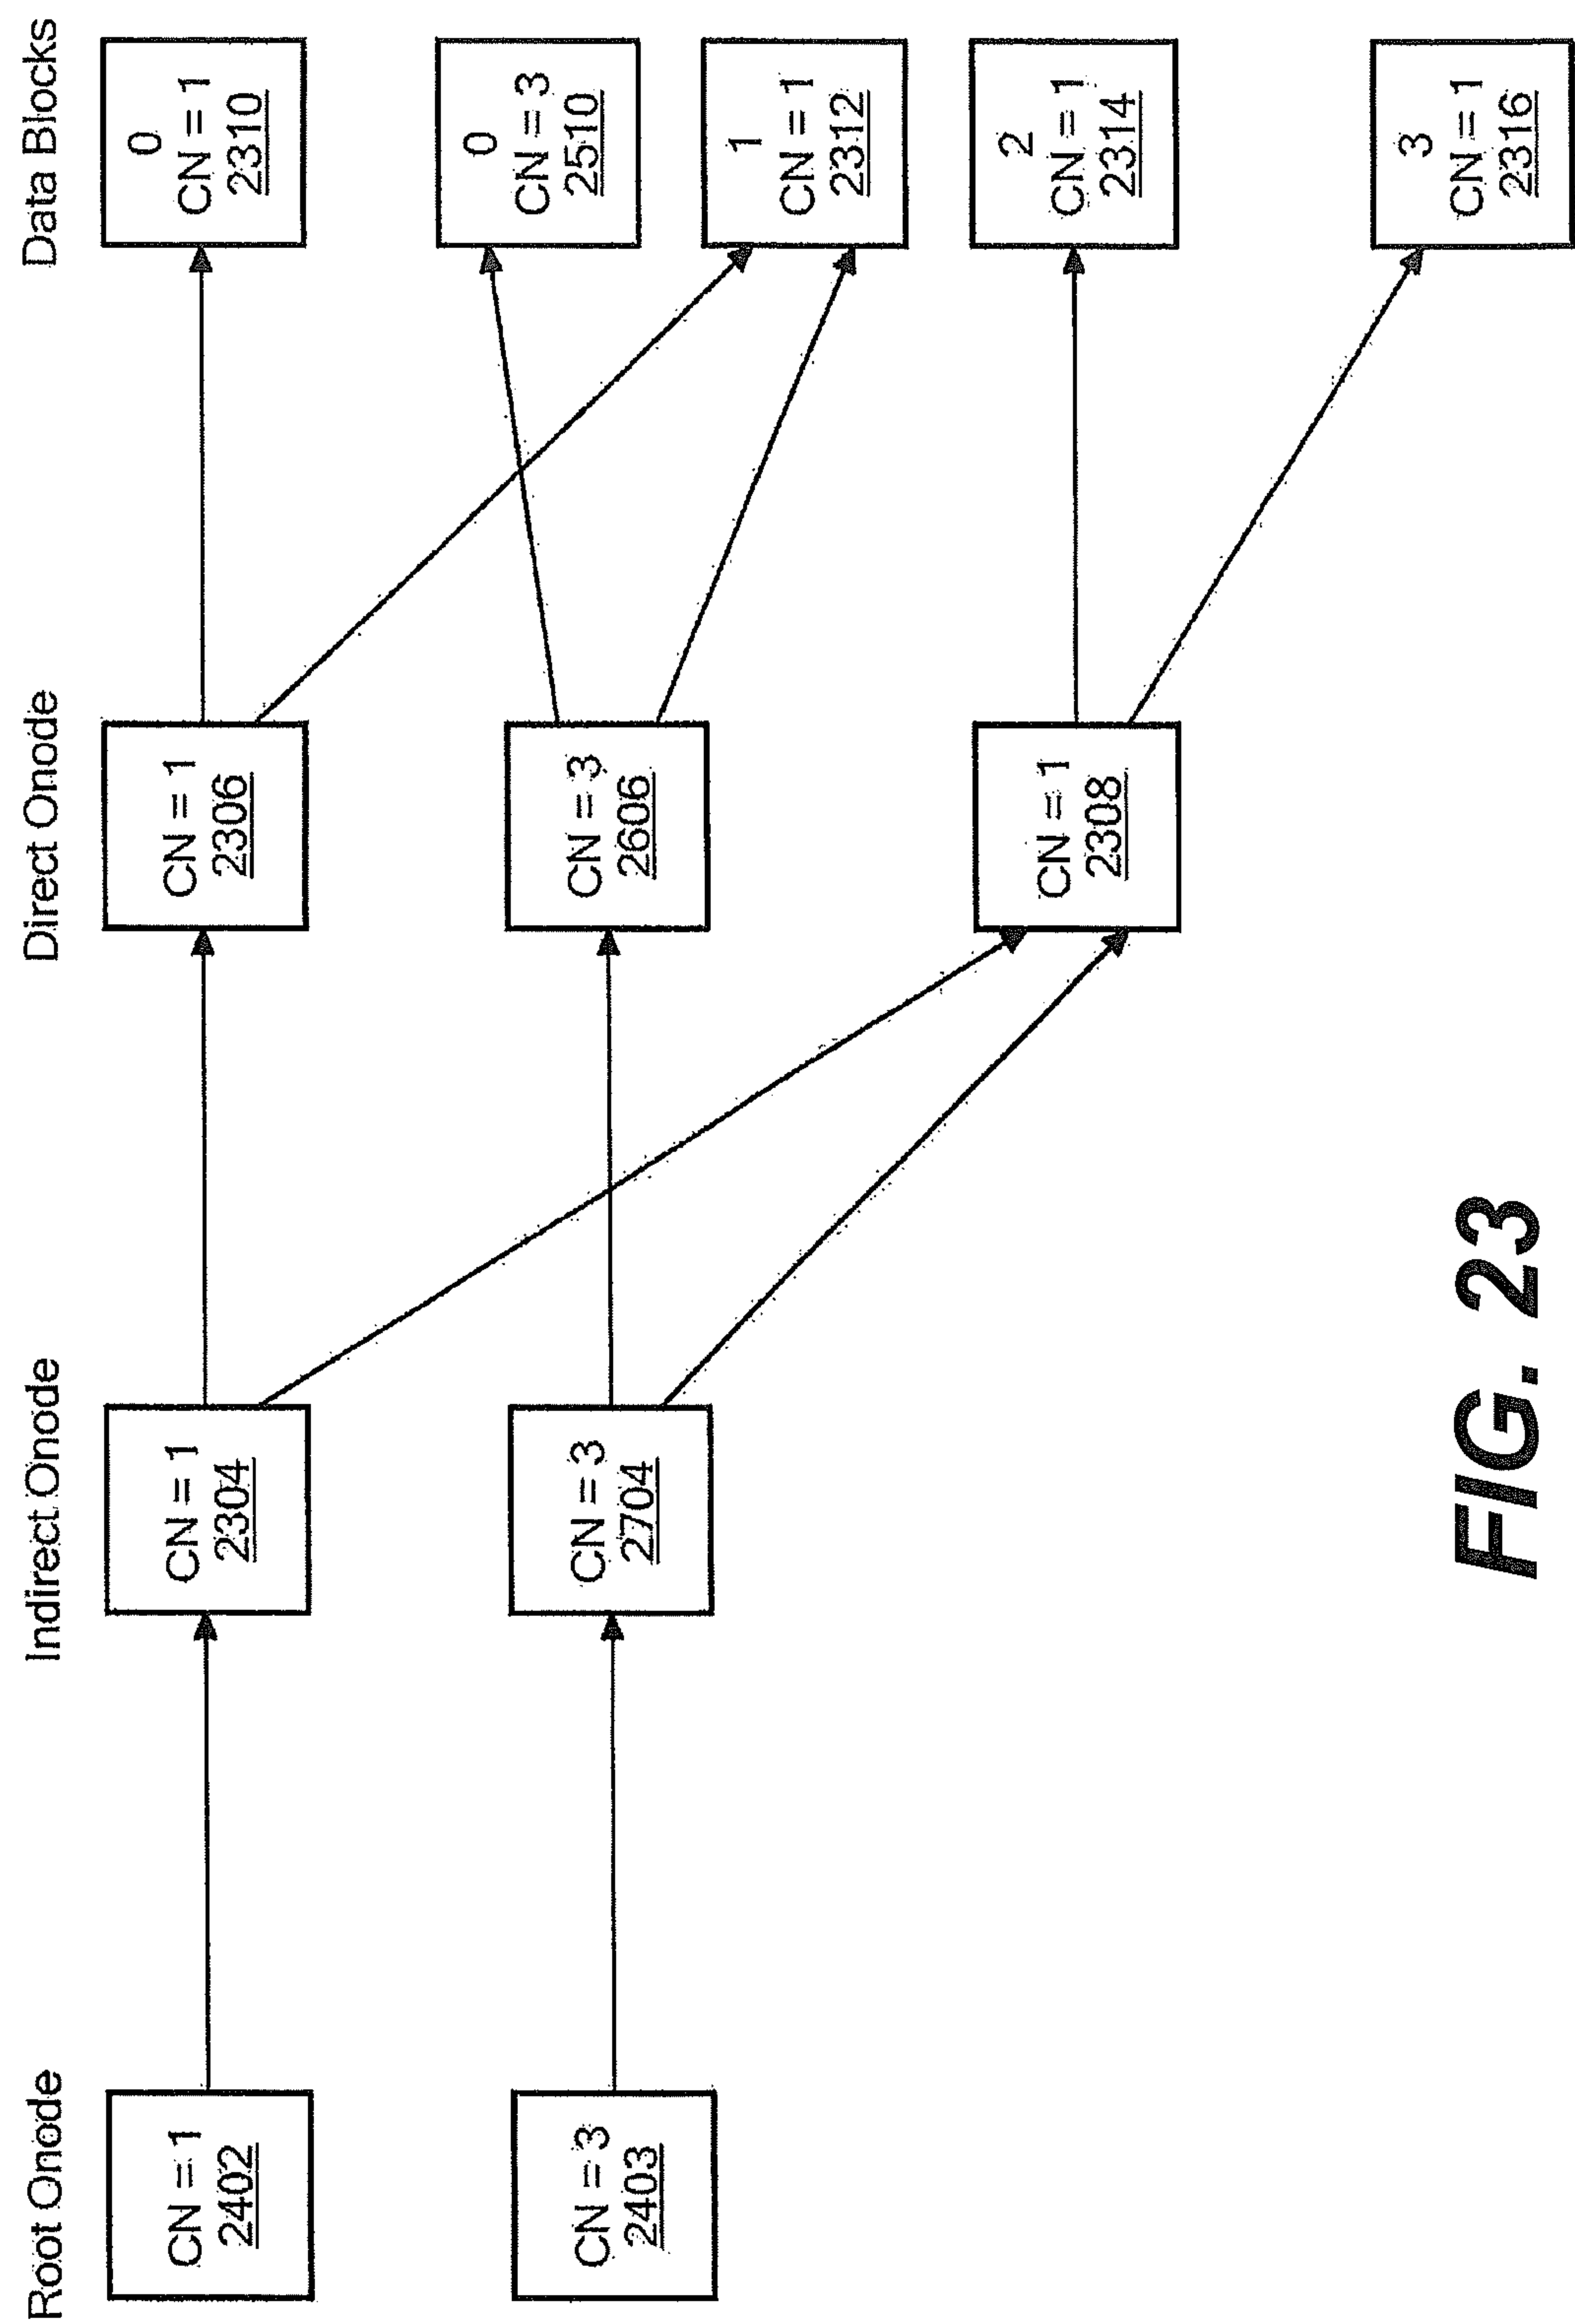 Root Onode
Indirect Onode
Direct Onode
Data Blocks
CN = 1
2402
CN = 1
2304
CN = 1
2306
0
CN = 1
2310
CN = 3
2403
CN = 3
2704
CN = 3
2606
0
CN = 3
2510
1
CN = 1
2312
CN = 1
2308
2
CN = 1
2314
3
CN = 1
2316
FIG. 23